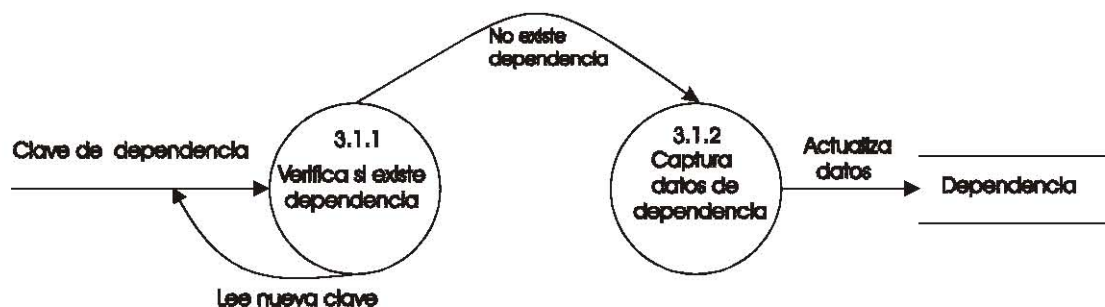 No existe
dependencia
Clave de dependencia
3.1.1
Verifica si existe
dependencia
Lee nueva clave
3.1.2
Captura
datos de
dependencia
Actualiza
datos
Dependencia